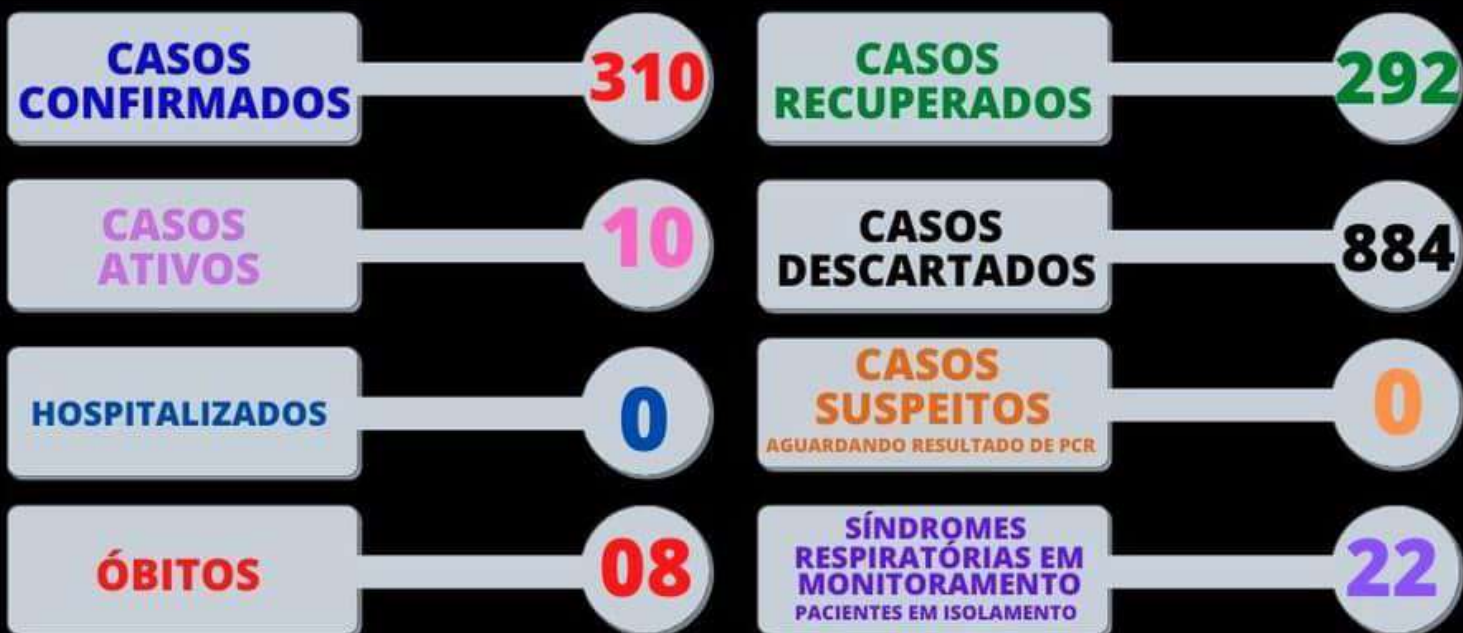 CASOS
CONFIRMADOS
310
CASOS
RECUPERADOS
292
CASOS
ATIVOS
10
CASOS
DESCARTADOS
884
HOSPITALIZADOS
0
CASOS
SUSPEITOS
AGUARDANDO RESULTADO DE PCR
0
ÓBITOS
08
SÍNDROMES
RESPIRATÓRIAS EM
MONITORAMENTO
PACIENTES EM ISOLAMENTO
22